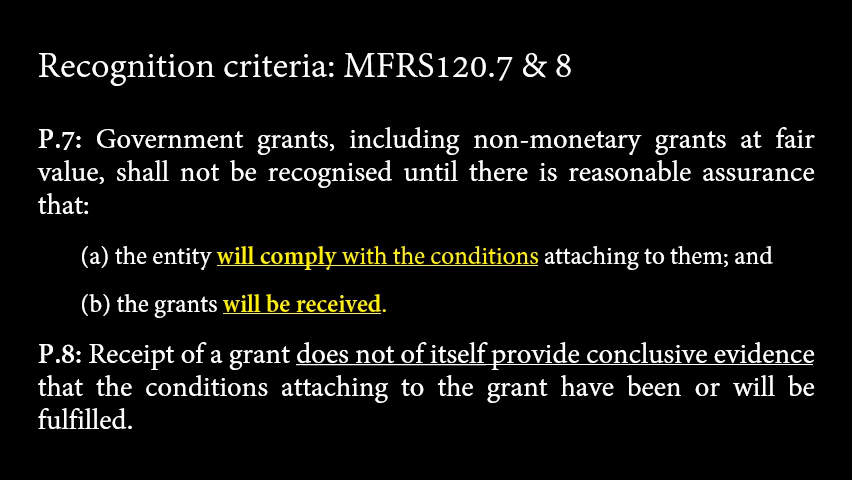 Recognition criteria: MFRS120.7 & 8
P.7: Government grants, including non-monetary grants at fair
value, shall not be recognised until there is reasonable assurance
that:
(a) the entity will comply with the conditions attaching to them; and
(b) the grants will be received.
P.8: Receipt of a grant does not of itself provide conclusive evidence
that the conditions attaching to the grant have been or will be
fulfilled.